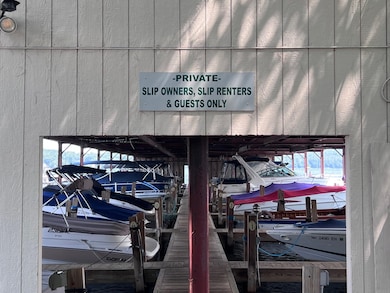 -PRIVATE-
SLIP OWNERS, SLIP RENTERS
& GUESTS ONLY